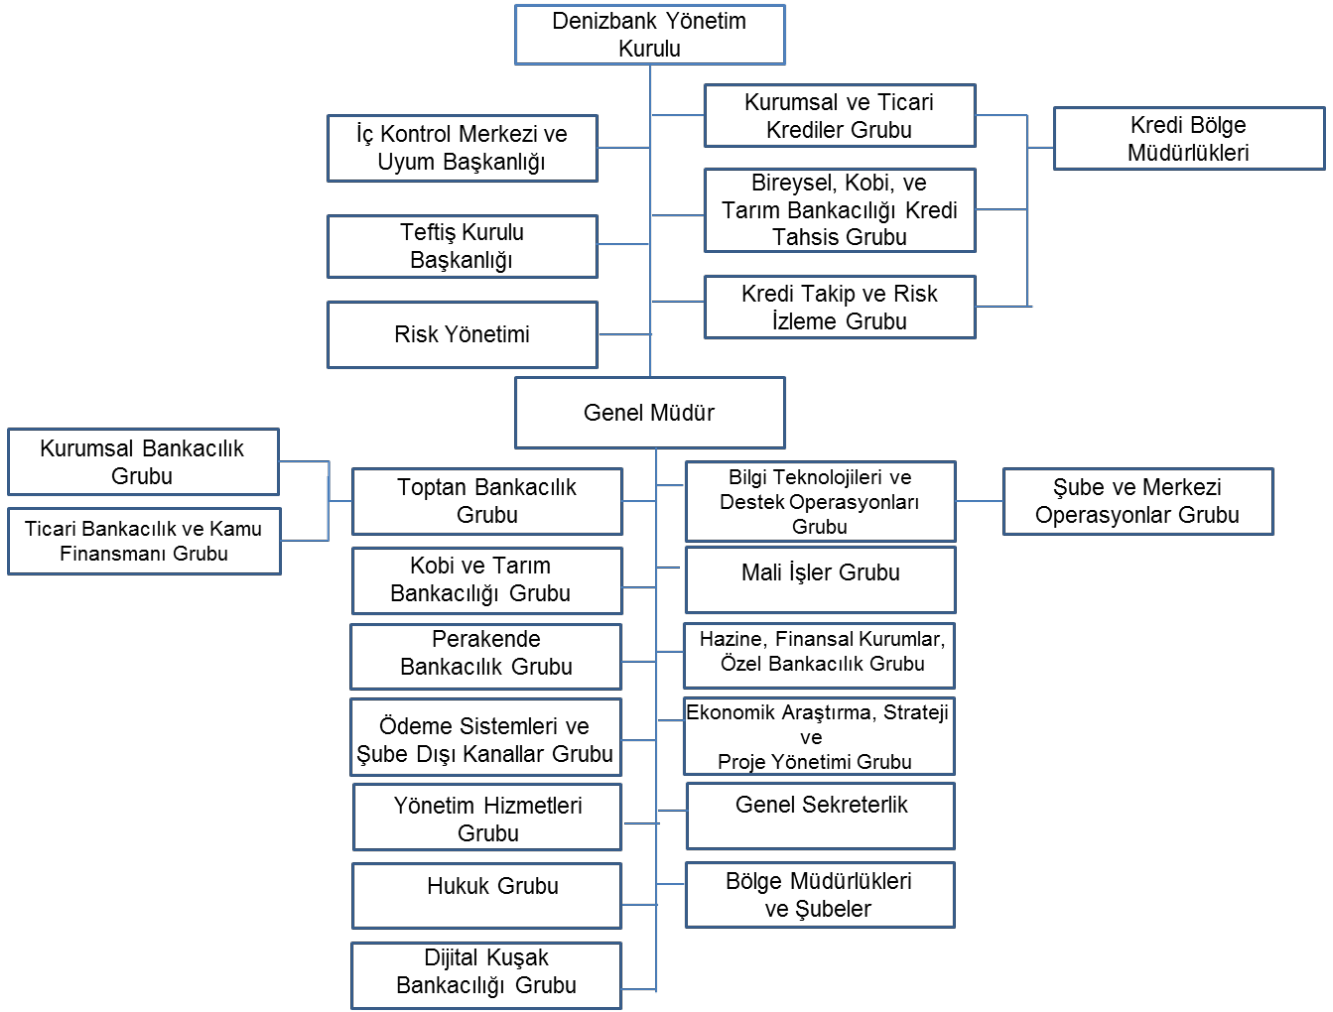 Denizbank Yönetim
Kurulu
Kurumsal ve Ticari
Krediler Grubu
İç Kontrol Merkezi ve
Uyum Başkanlığı
Kredi Bölge
Müdürlükleri
Bireysel, Kobi, ve
Tarım Bankacılığı Kredi
Tahsis Grubu
Teftiş Kurulu
Başkanlığı
Kredi Takip ve Risk
İzleme Grubu
Risk Yönetimi
Genel Müdür
Kurumsal Bankacılık
Grubu
Ticari Bankacılık ve Kamu
Finansmanı Grubu
Toptan Bankacılık
Grubu
Bilgi Teknolojileri ve
Destek Operasyonları
Grubu
Şube ve Merkezi
Operasyonlar Grubu
Kobi ve Tarım
Bankacılığı Grubu
Mali İşler Grubu
Perakende
Bankacılık Grubu
Hazine, Finansal Kurumlar,
Özel Bankacılık Grubu
Ödeme Sistemleri ve
Şube Dışı Kanallar Grubu
Ekonomik Araştırma, Strateji
ve
Proje Yönetimi Grubu
Yönetim Hizmetleri
Grubu
Genel Sekreterlik
Hukuk Grubu
Bölge Müdürlükleri
ve Şubeler
Dijital Kuşak
Bankacılığı Grubu